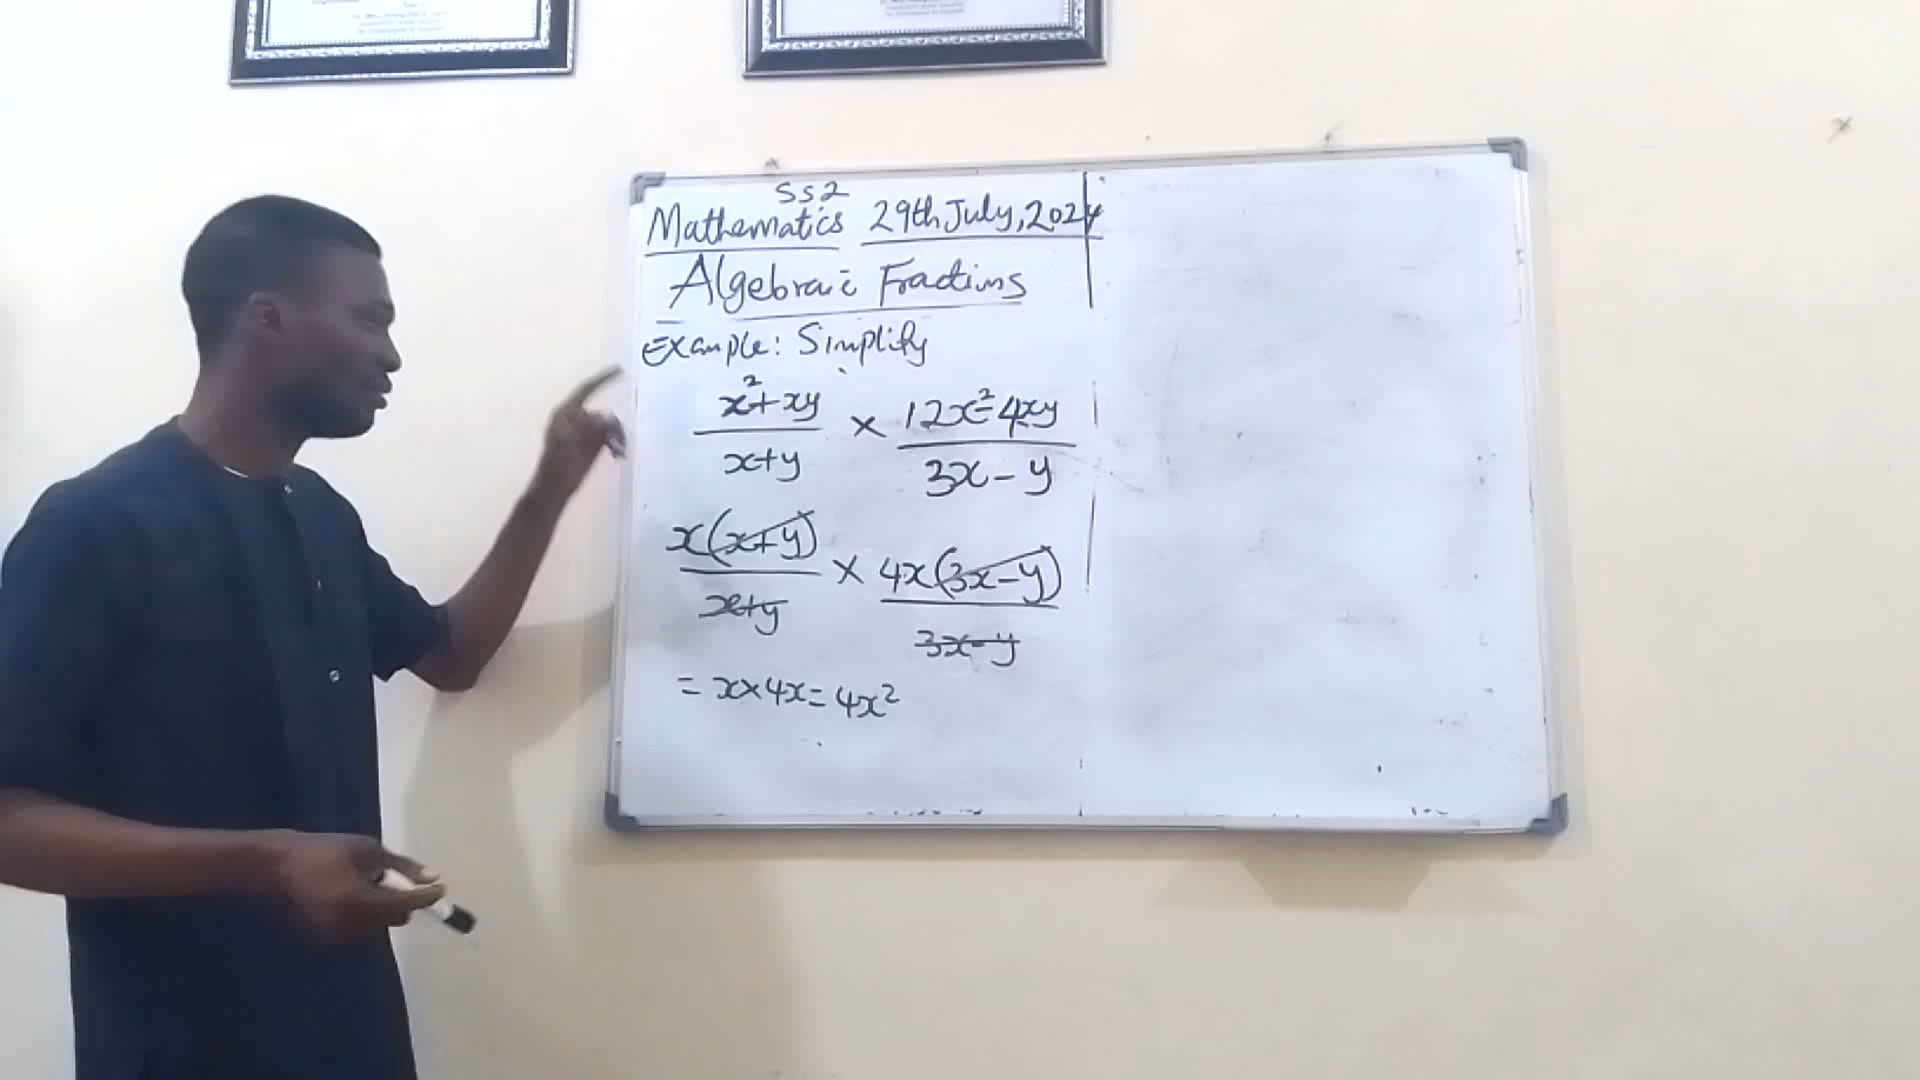 SS2
Mathematics 29th July, 2024
Algebraic Fractions
Example: Simplify
x²+xy / x+y × 12x²-4xy / 3x-y
x(x+y) / x+y × 4x(3x-y) / 3x-y
= x×4x = 4x²